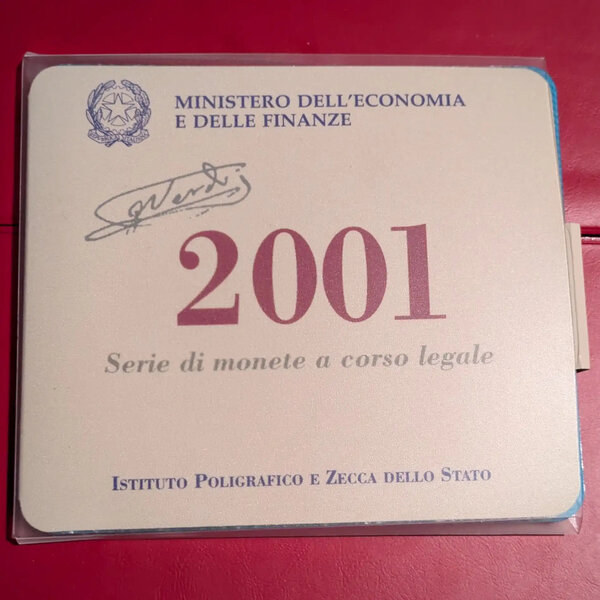 MINISTERO DELL'ECONOMIA
E DELLE FINANZE
G Verdi
2001
Serie di monete a corso legale
ISTITUTO POLIGRAFICO E ZECCA DELLO STATO